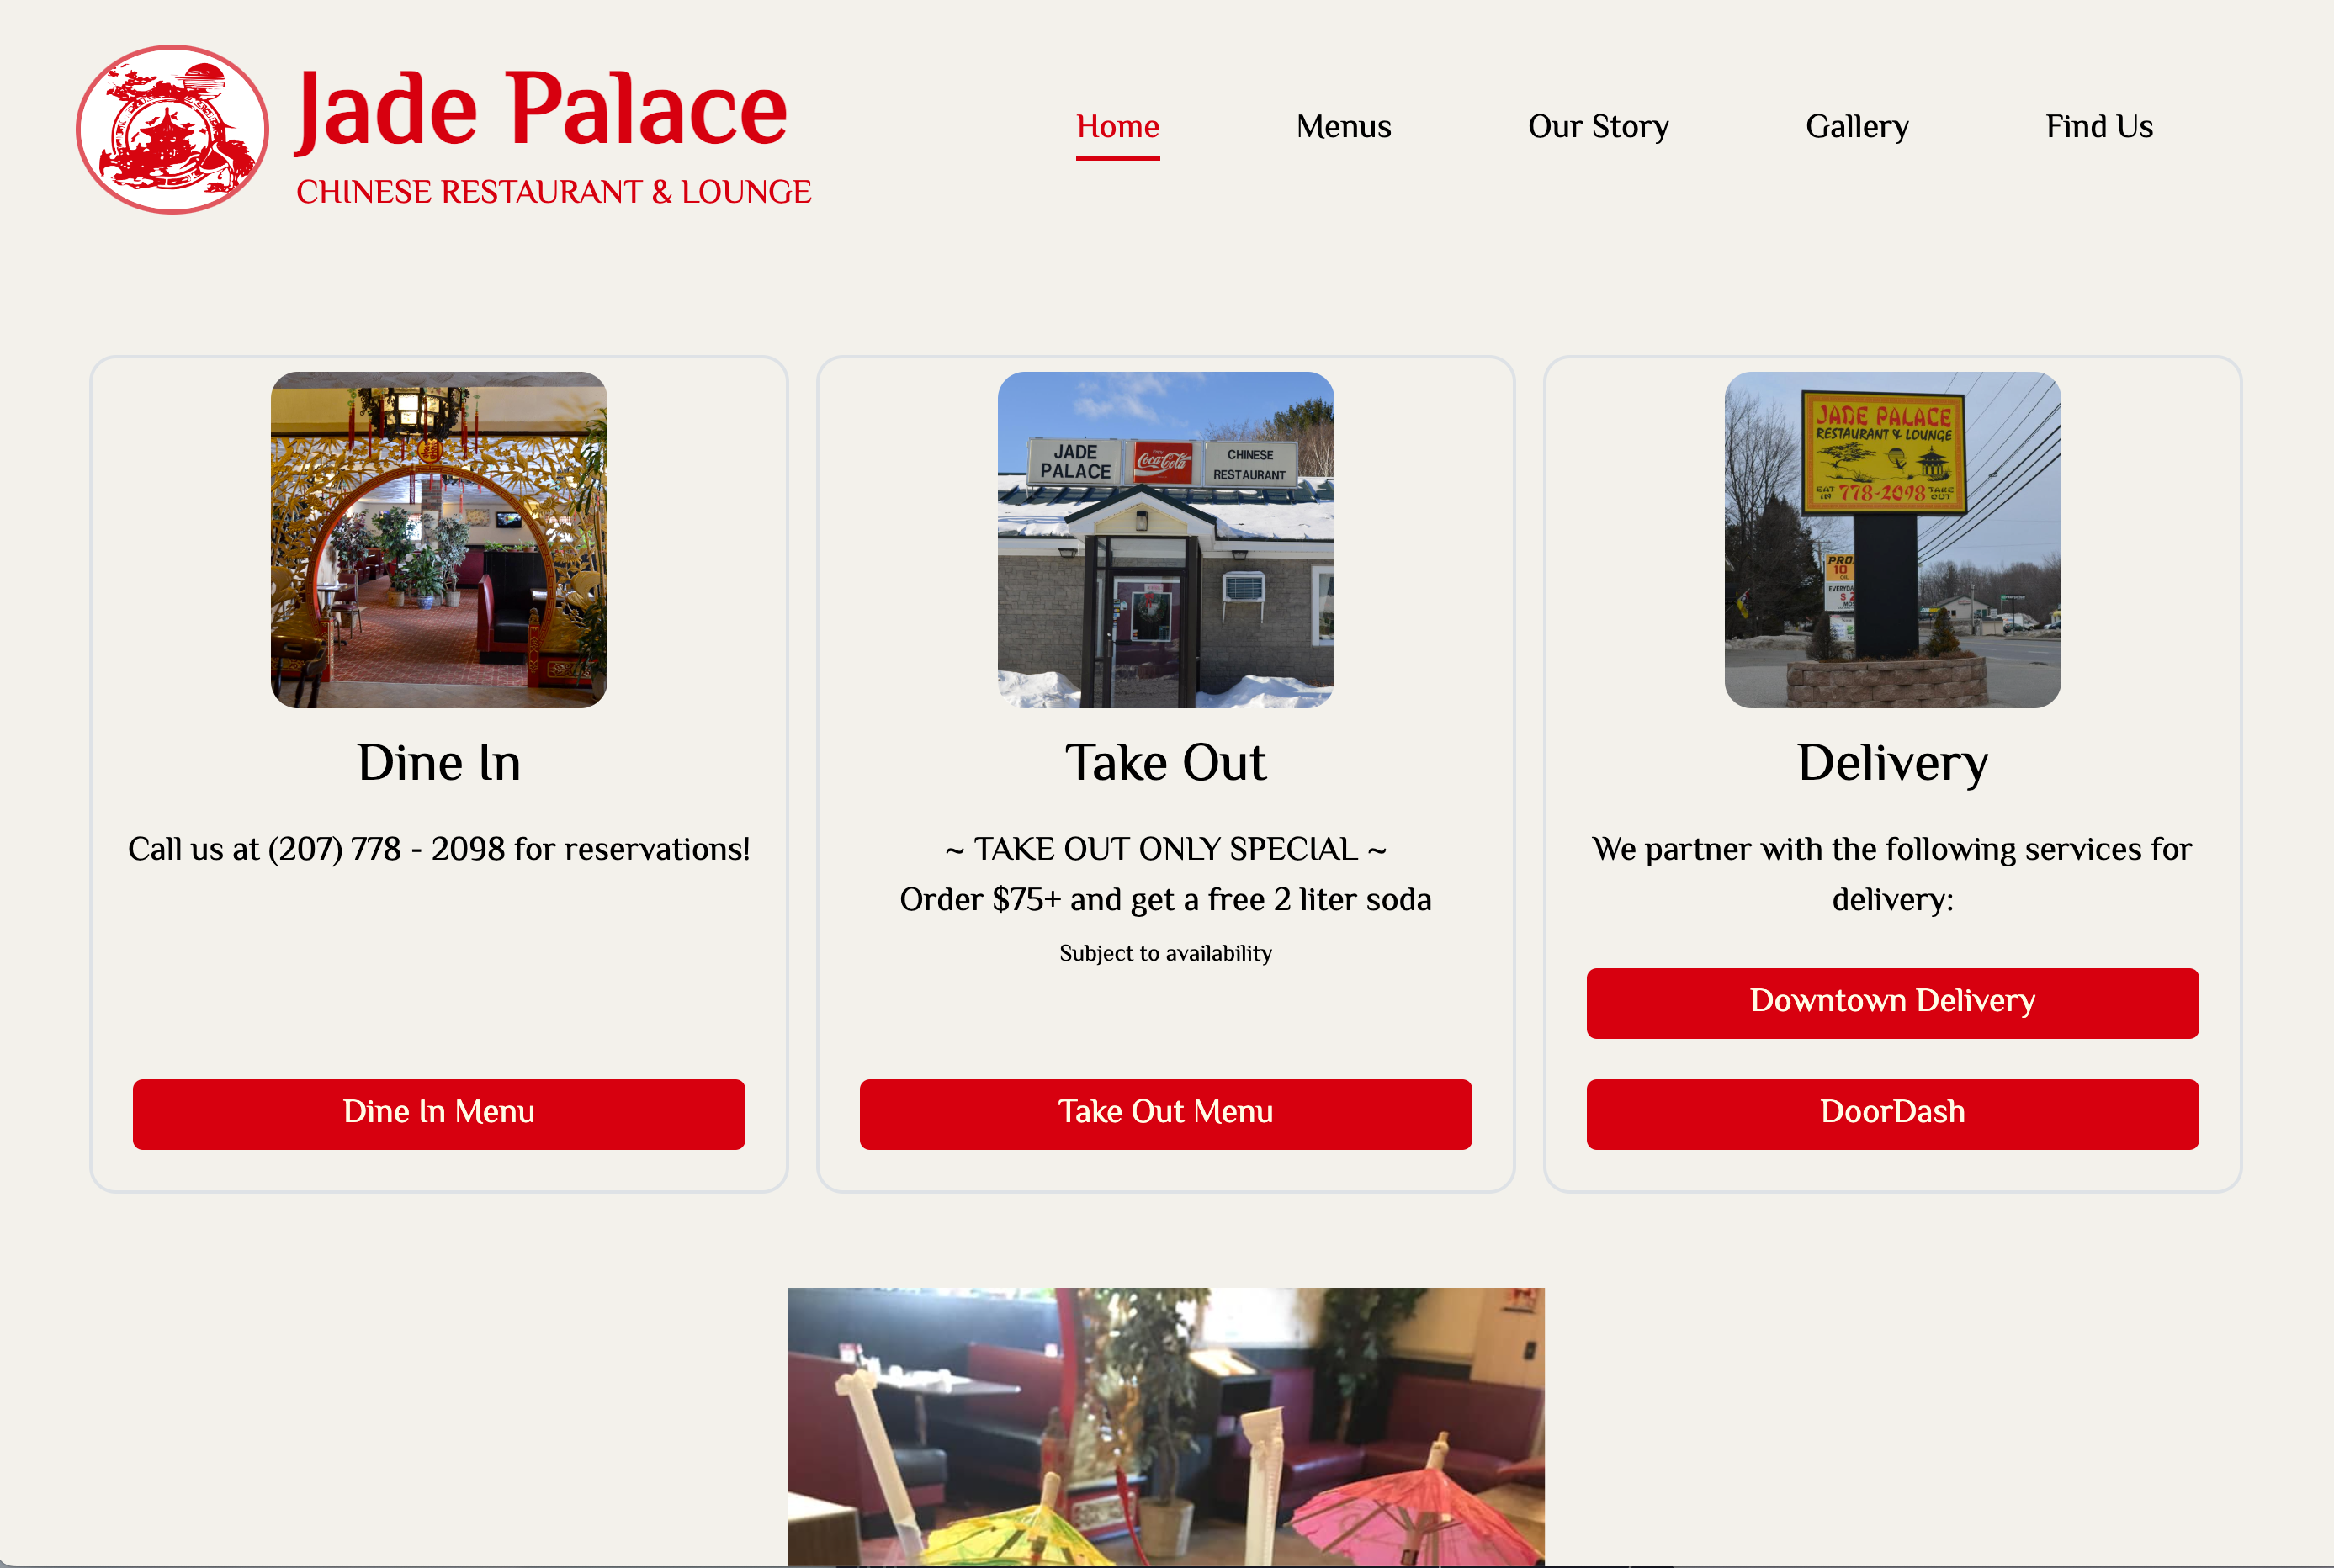 Jade Palace
CHINESE RESTAURANT & LOUNGE
Home
Menus
Our Story
Gallery
Find Us
JADE
PALACE
Coca-Cola
CHINESE
RESTAURANT
JADE PALACE
RESTAURANT & LOUNGE
EAT
IN
778-2098
TAKE
OUT
10
Dine In
Call us at (207) 778 - 2098 for reservations!
Dine In Menu
Take Out
~ TAKE OUT ONLY SPECIAL ~
Order $75+ and get a free 2 liter soda
Subject to availability
Take Out Menu
Delivery
We partner with the following services for
delivery:
Downtown Delivery
DoorDash